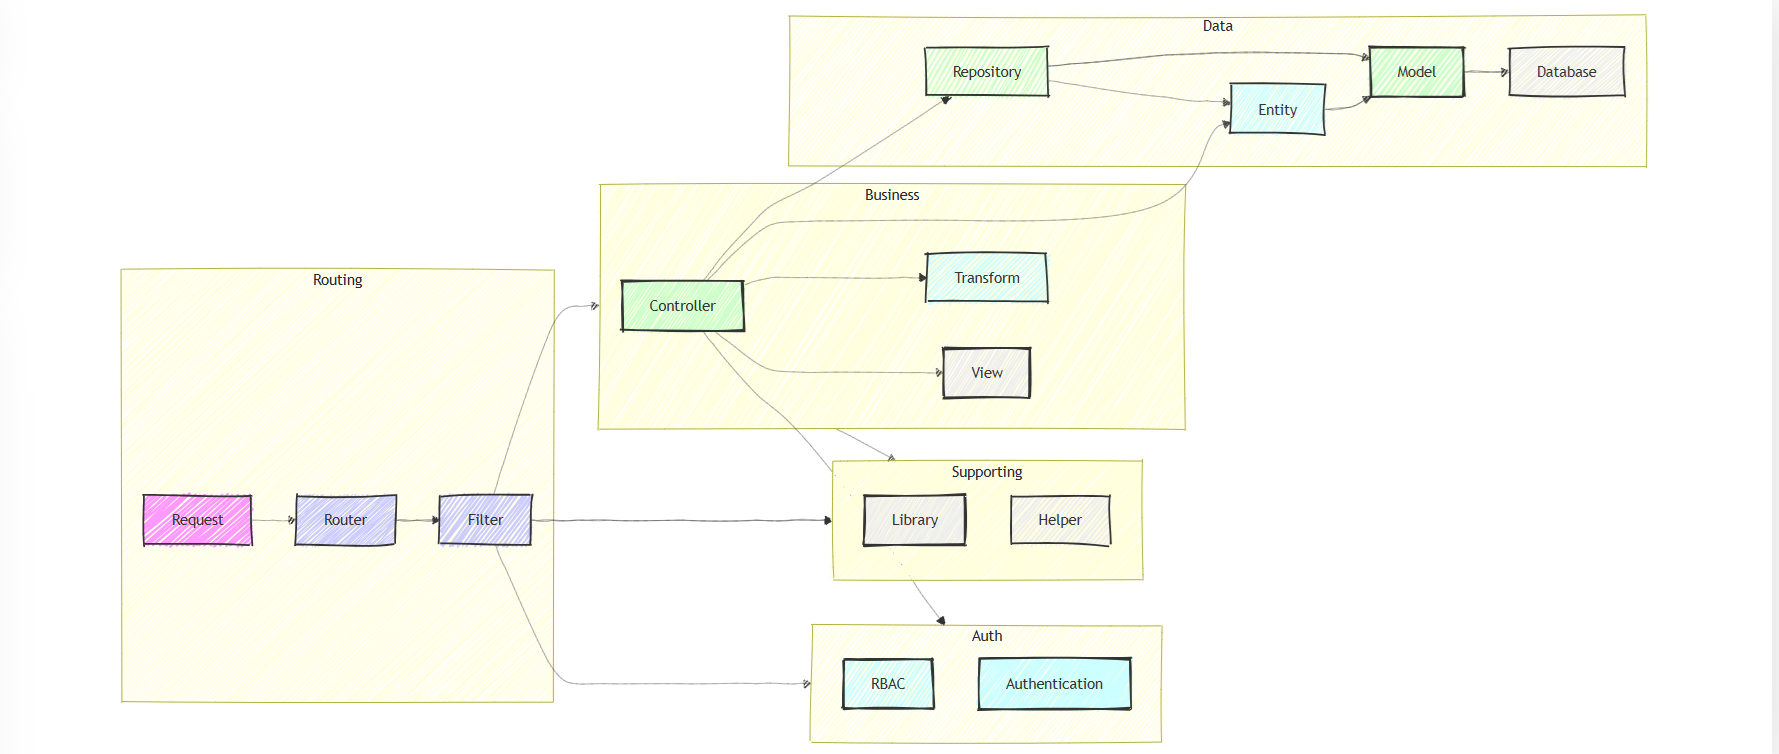 Data
Repository
Model
Database
Entity
Business
Transform
Controller
View
Routing
Request
Router
Filter
Supporting
Library
Helper
Auth
RBAC
Authentication